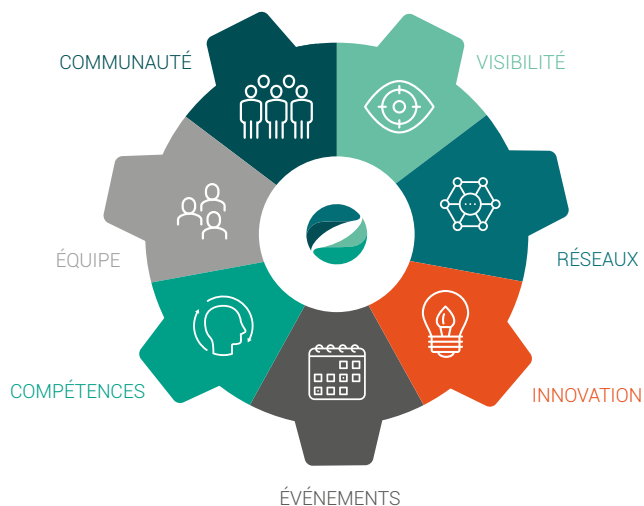 COMMUNAUTÉ
VISIBILITÉ
ÉQUIPE
RÉSEAUX
COMPÉTENCES
INNOVATION
ÉVÉNEMENTS